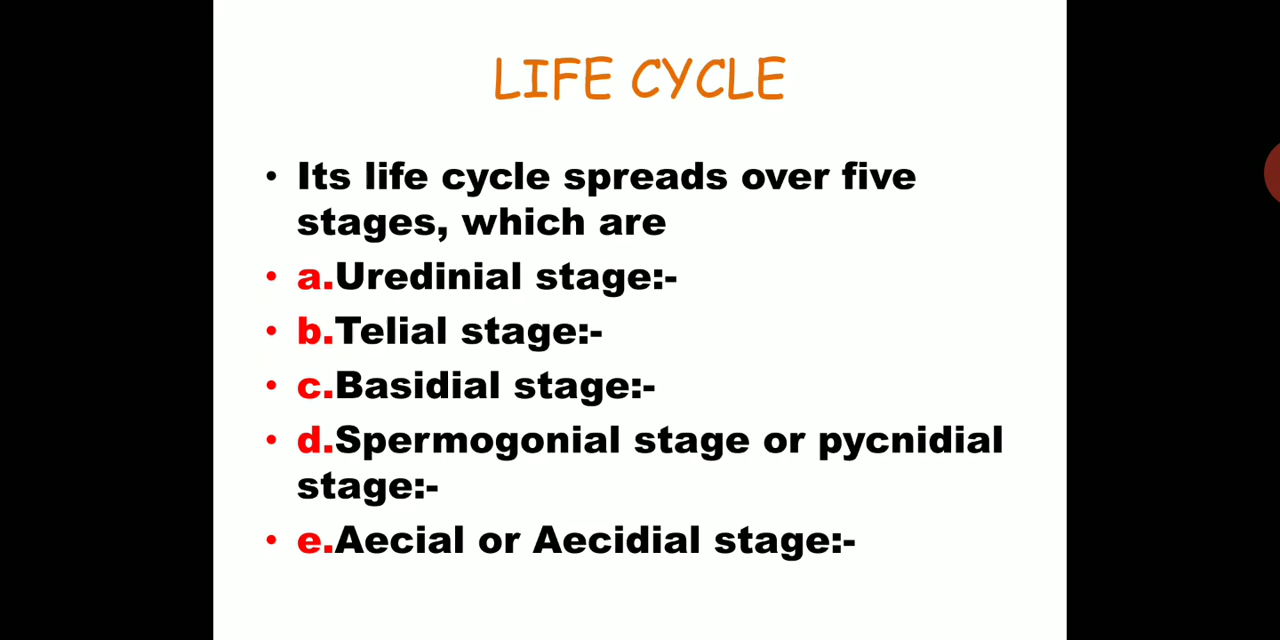 LIFE CYCLE
• Its life cycle spreads over five
stages, which are
• a.Uredinial stage:-
• b.Telial stage:-
• c.Basidial stage:-
• d.Spermogonial stage or pycnidial
stage:-
• e.Aecial or Aecidial stage:-